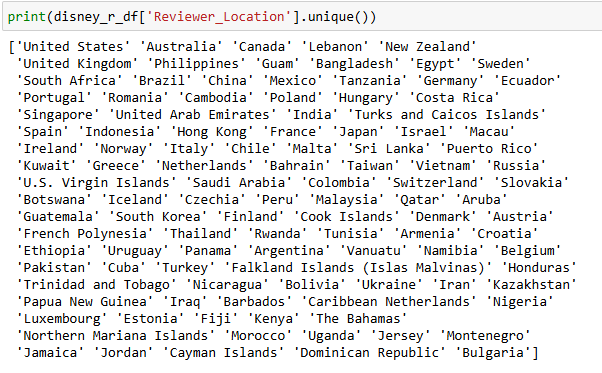 print(disney_r_df['Reviewer_Location'].unique())
['United States' 'Australia' 'Canada' 'Lebanon' 'New Zealand'
'United Kingdom' 'Philippines' 'Guam' 'Bangladesh' 'Egypt' 'Sweden'
'South Africa' 'Brazil' 'China' 'Mexico' 'Tanzania' 'Germany' 'Ecuador'
'Portugal' 'Romania' 'Cambodia' 'Poland' 'Hungary' 'Costa Rica'
'Singapore' 'United Arab Emirates' 'India' 'Turks and Caicos Islands'
'Spain' 'Indonesia' 'Hong Kong' 'France' 'Japan' 'Israel' 'Macau'
'Ireland' 'Norway' 'Italy' 'Chile' 'Malta' 'Sri Lanka' 'Puerto Rico'
'Kuwait' 'Greece' 'Netherlands' 'Bahrain' 'Taiwan' 'Vietnam' 'Russia'
'U.S. Virgin Islands' 'Saudi Arabia' 'Colombia' 'Switzerland' 'Slovakia'
'Botswana' 'Iceland' 'Czechia' 'Peru' 'Malaysia' 'Qatar' 'Aruba'
'Guatemala' 'South Korea' 'Finland' 'Cook Islands' 'Denmark' 'Austria'
'French Polynesia' 'Thailand' 'Rwanda' 'Tunisia' 'Armenia' 'Croatia'
'Ethiopia' 'Uruguay' 'Panama' 'Argentina' 'Vanuatu' 'Namibia' 'Belgium'
'Pakistan' 'Cuba' 'Turkey' 'Falkland Islands (Islas Malvinas)' 'Honduras'
'Trinidad and Tobago' 'Nicaragua' 'Bolivia' 'Ukraine' 'Iran' 'Kazakhstan'
'Papua New Guinea' 'Iraq' 'Barbados' 'Caribbean Netherlands' 'Nigeria'
'Luxembourg' 'Estonia' 'Fiji' 'Kenya' 'The Bahamas'
'Northern Mariana Islands' 'Morocco' 'Uganda' 'Jersey' 'Montenegro'
'Jamaica' 'Jordan' 'Cayman Islands' 'Dominican Republic' 'Bulgaria']